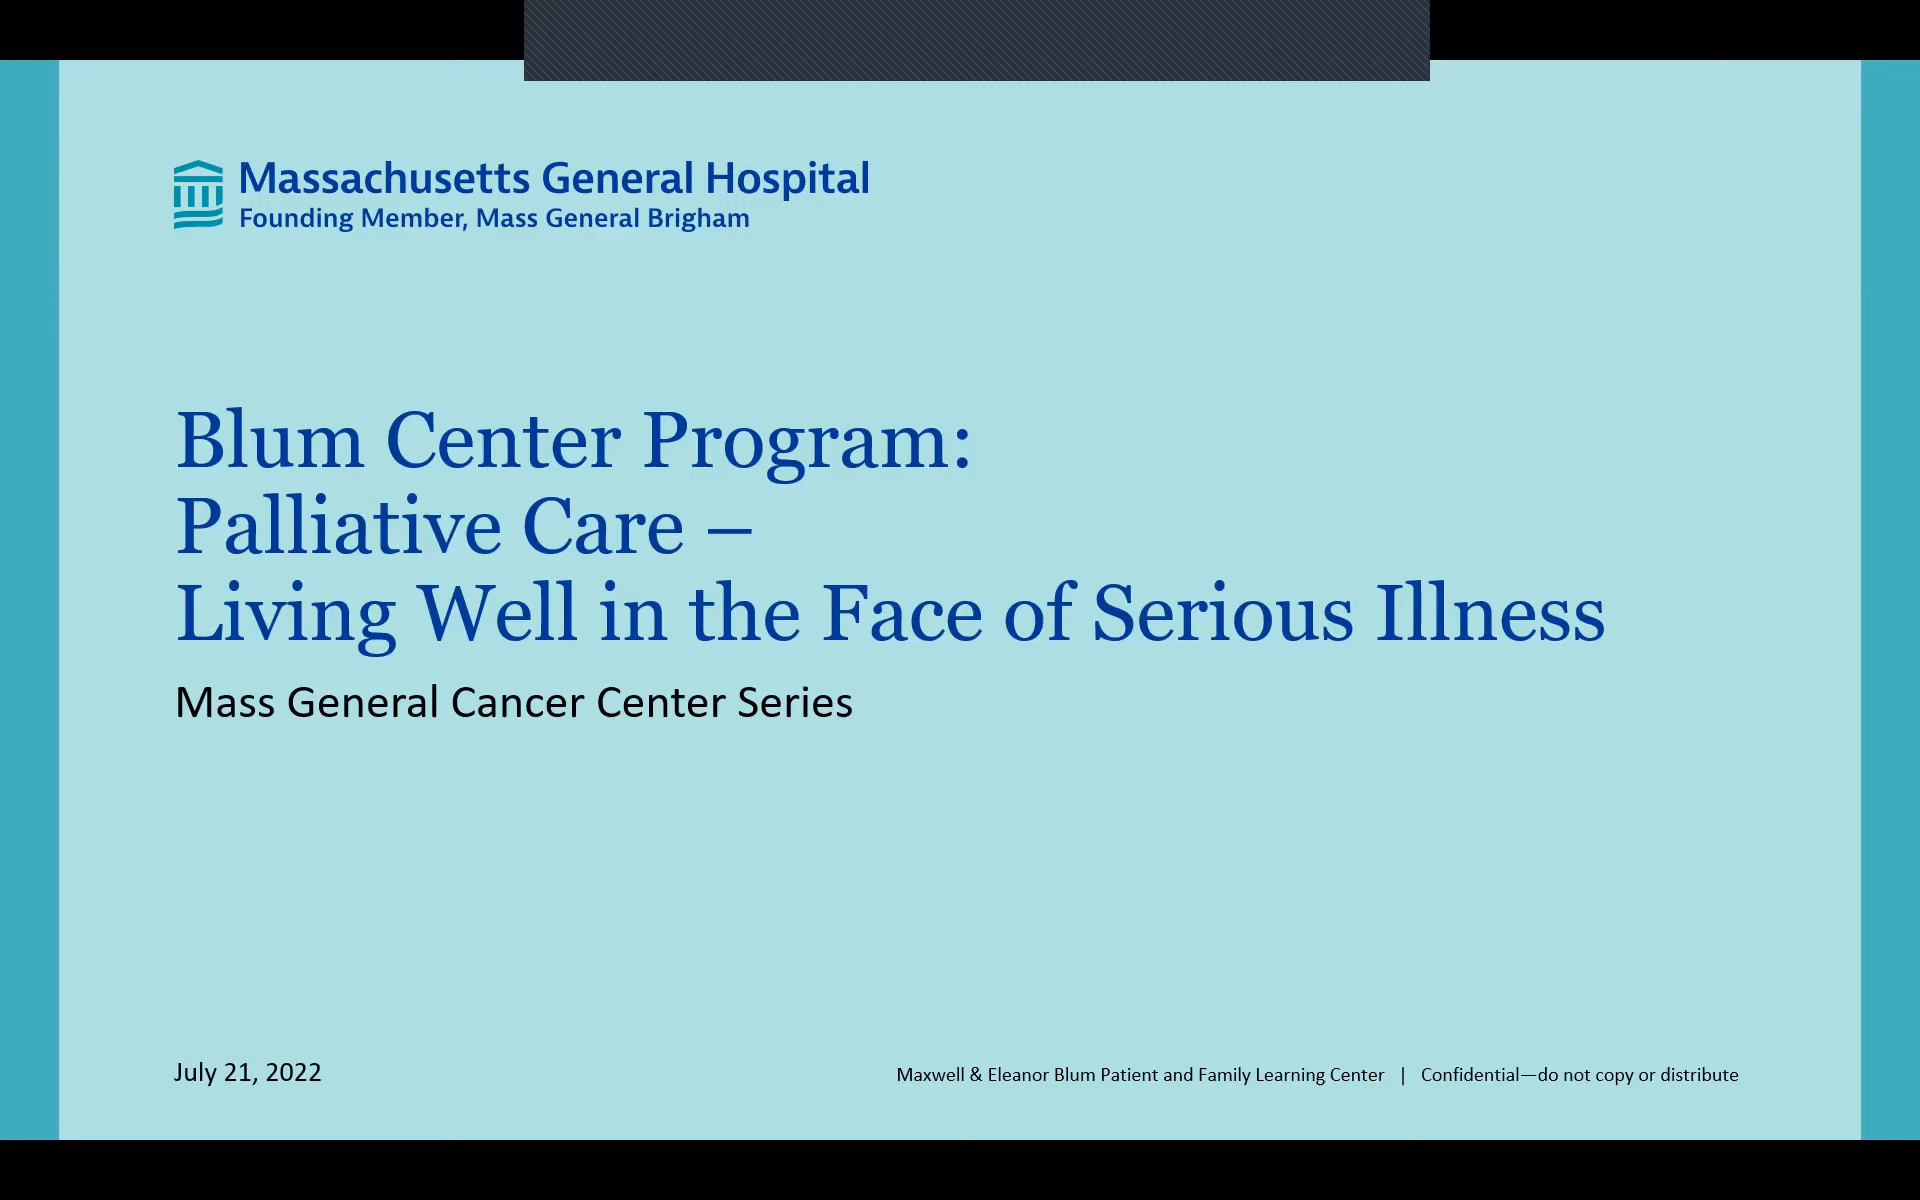 Massachusetts General Hospital
Founding Member, Mass General Brigham
Blum Center Program:
Palliative Care –
Living Well in the Face of Serious Illness
Mass General Cancer Center Series
July 21, 2022
Maxwell & Eleanor Blum Patient and Family Learning Center | Confidential—do not copy or distribute